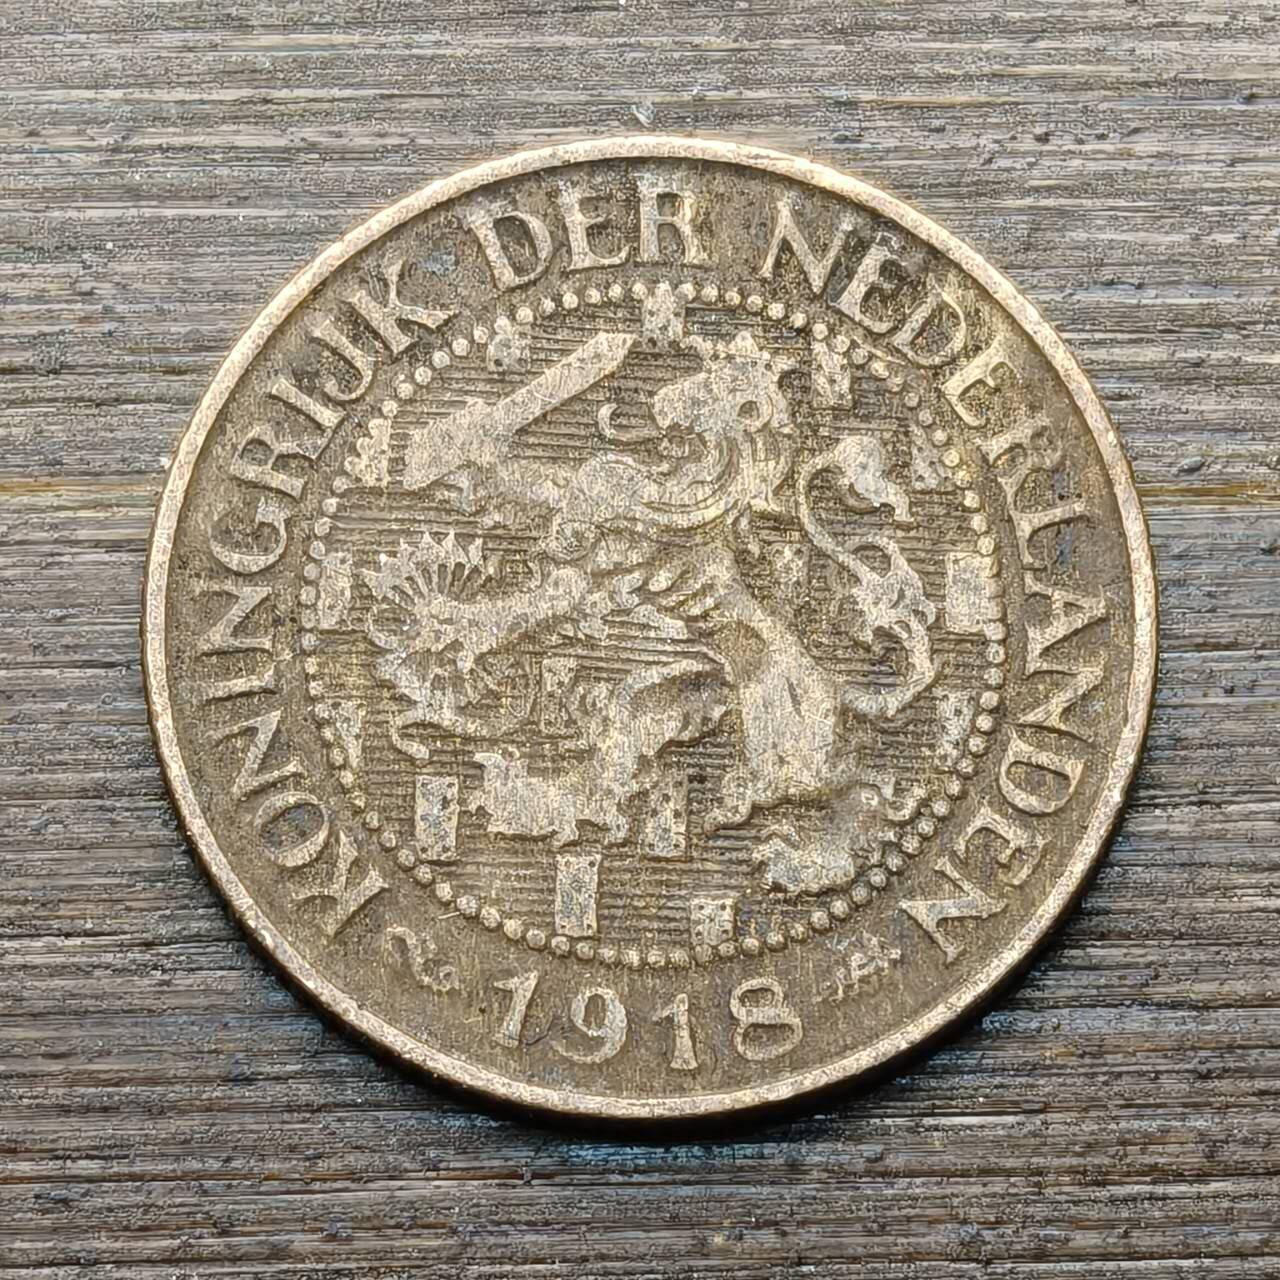 KONINGRIJK DER NEDERLANDEN
1918